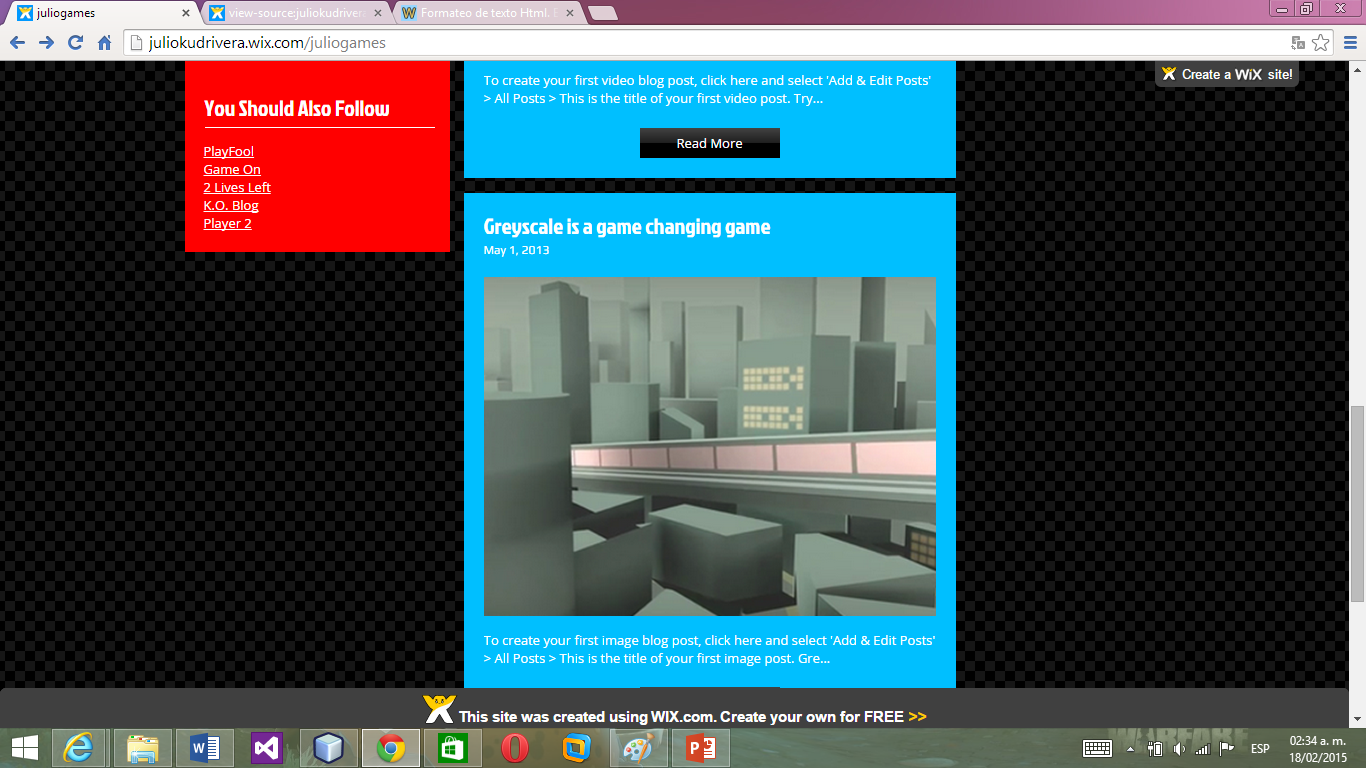 juliogames
view-source:juliokudrivera
Formateo de texto Html.
juliokudrivera.wix.com/juliogames
Create a WiX site!
You Should Also Follow
PlayFool
Game On
2 Lives Left
K.O. Blog
Player 2
To create your first video blog post, click here and select 'Add & Edit Posts'
> All Posts > This is the title of your first video post. Try...
Read More
Greyscale is a game changing game
May 1, 2013
To create your first image blog post, click here and select 'Add & Edit Posts'
> All Posts > This is the title of your first image post. Gre...
This site was created using WIX.com. Create your own for FREE >>
WARFARE
ESP
02:34 a. m.
18/02/2015